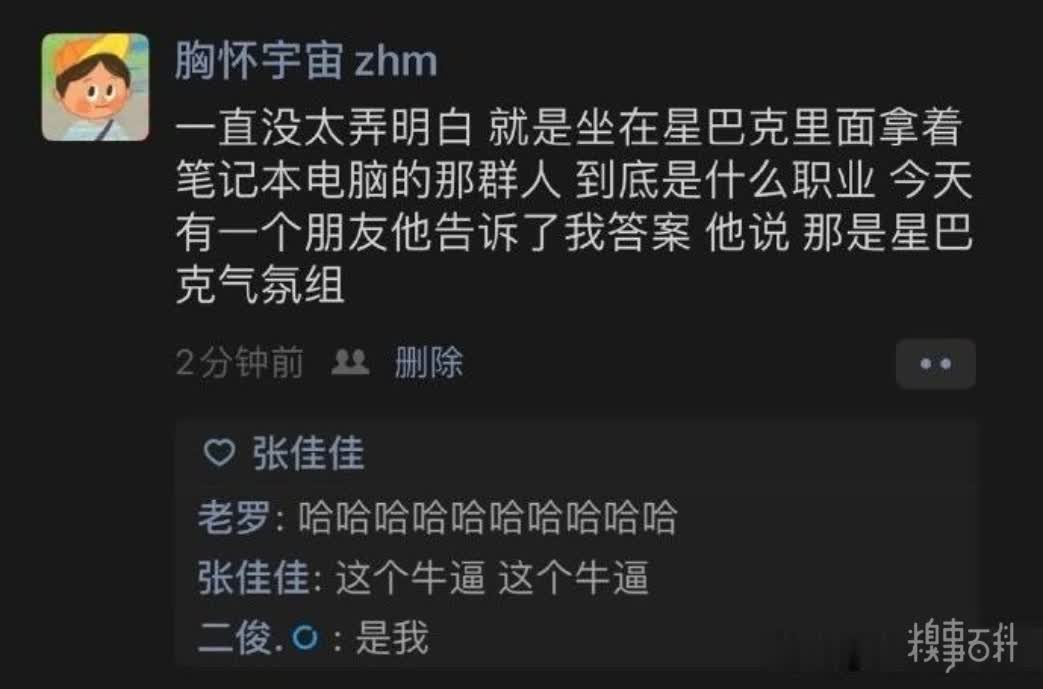 胸怀宇宙 zhm
一直没太弄明白 就是坐在星巴克里面拿着
笔记本电脑的那群人 到底是什么职业 今天
有一个朋友他告诉了我答案 他说 那是星巴
克气氛组
2分钟前 删除
张佳佳
老罗: 哈哈哈哈哈哈哈哈哈哈
张佳佳: 这个牛逼 这个牛逼
二俊. : 是我
糗事百科